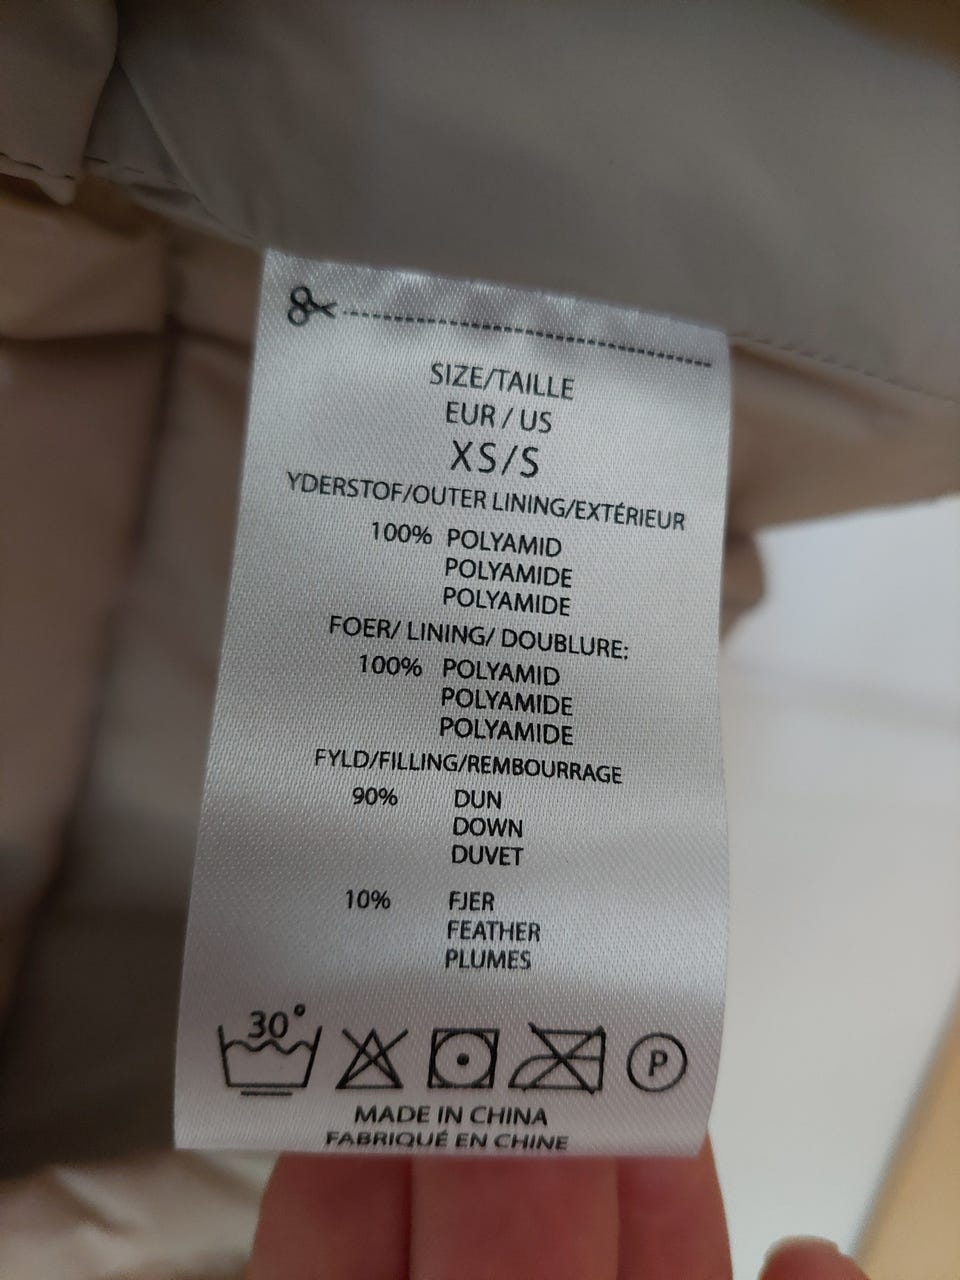 SIZE/TAILLE
EUR / US
XS/S
YDERSTOF/OUTER LINING/EXTÉRIEUR
100% POLYAMID
POLYAMIDE
POLYAMIDE
FOER/ LINING/ DOUBLURE:
100% POLYAMID
POLYAMIDE
POLYAMIDE
FYLD/FILLING/REMBOURRAGE
90% DUN
DOWN
DUVET
10% FJER
FEATHER
PLUMES
30° P
MADE IN CHINA
FABRIQUÉ EN CHINE